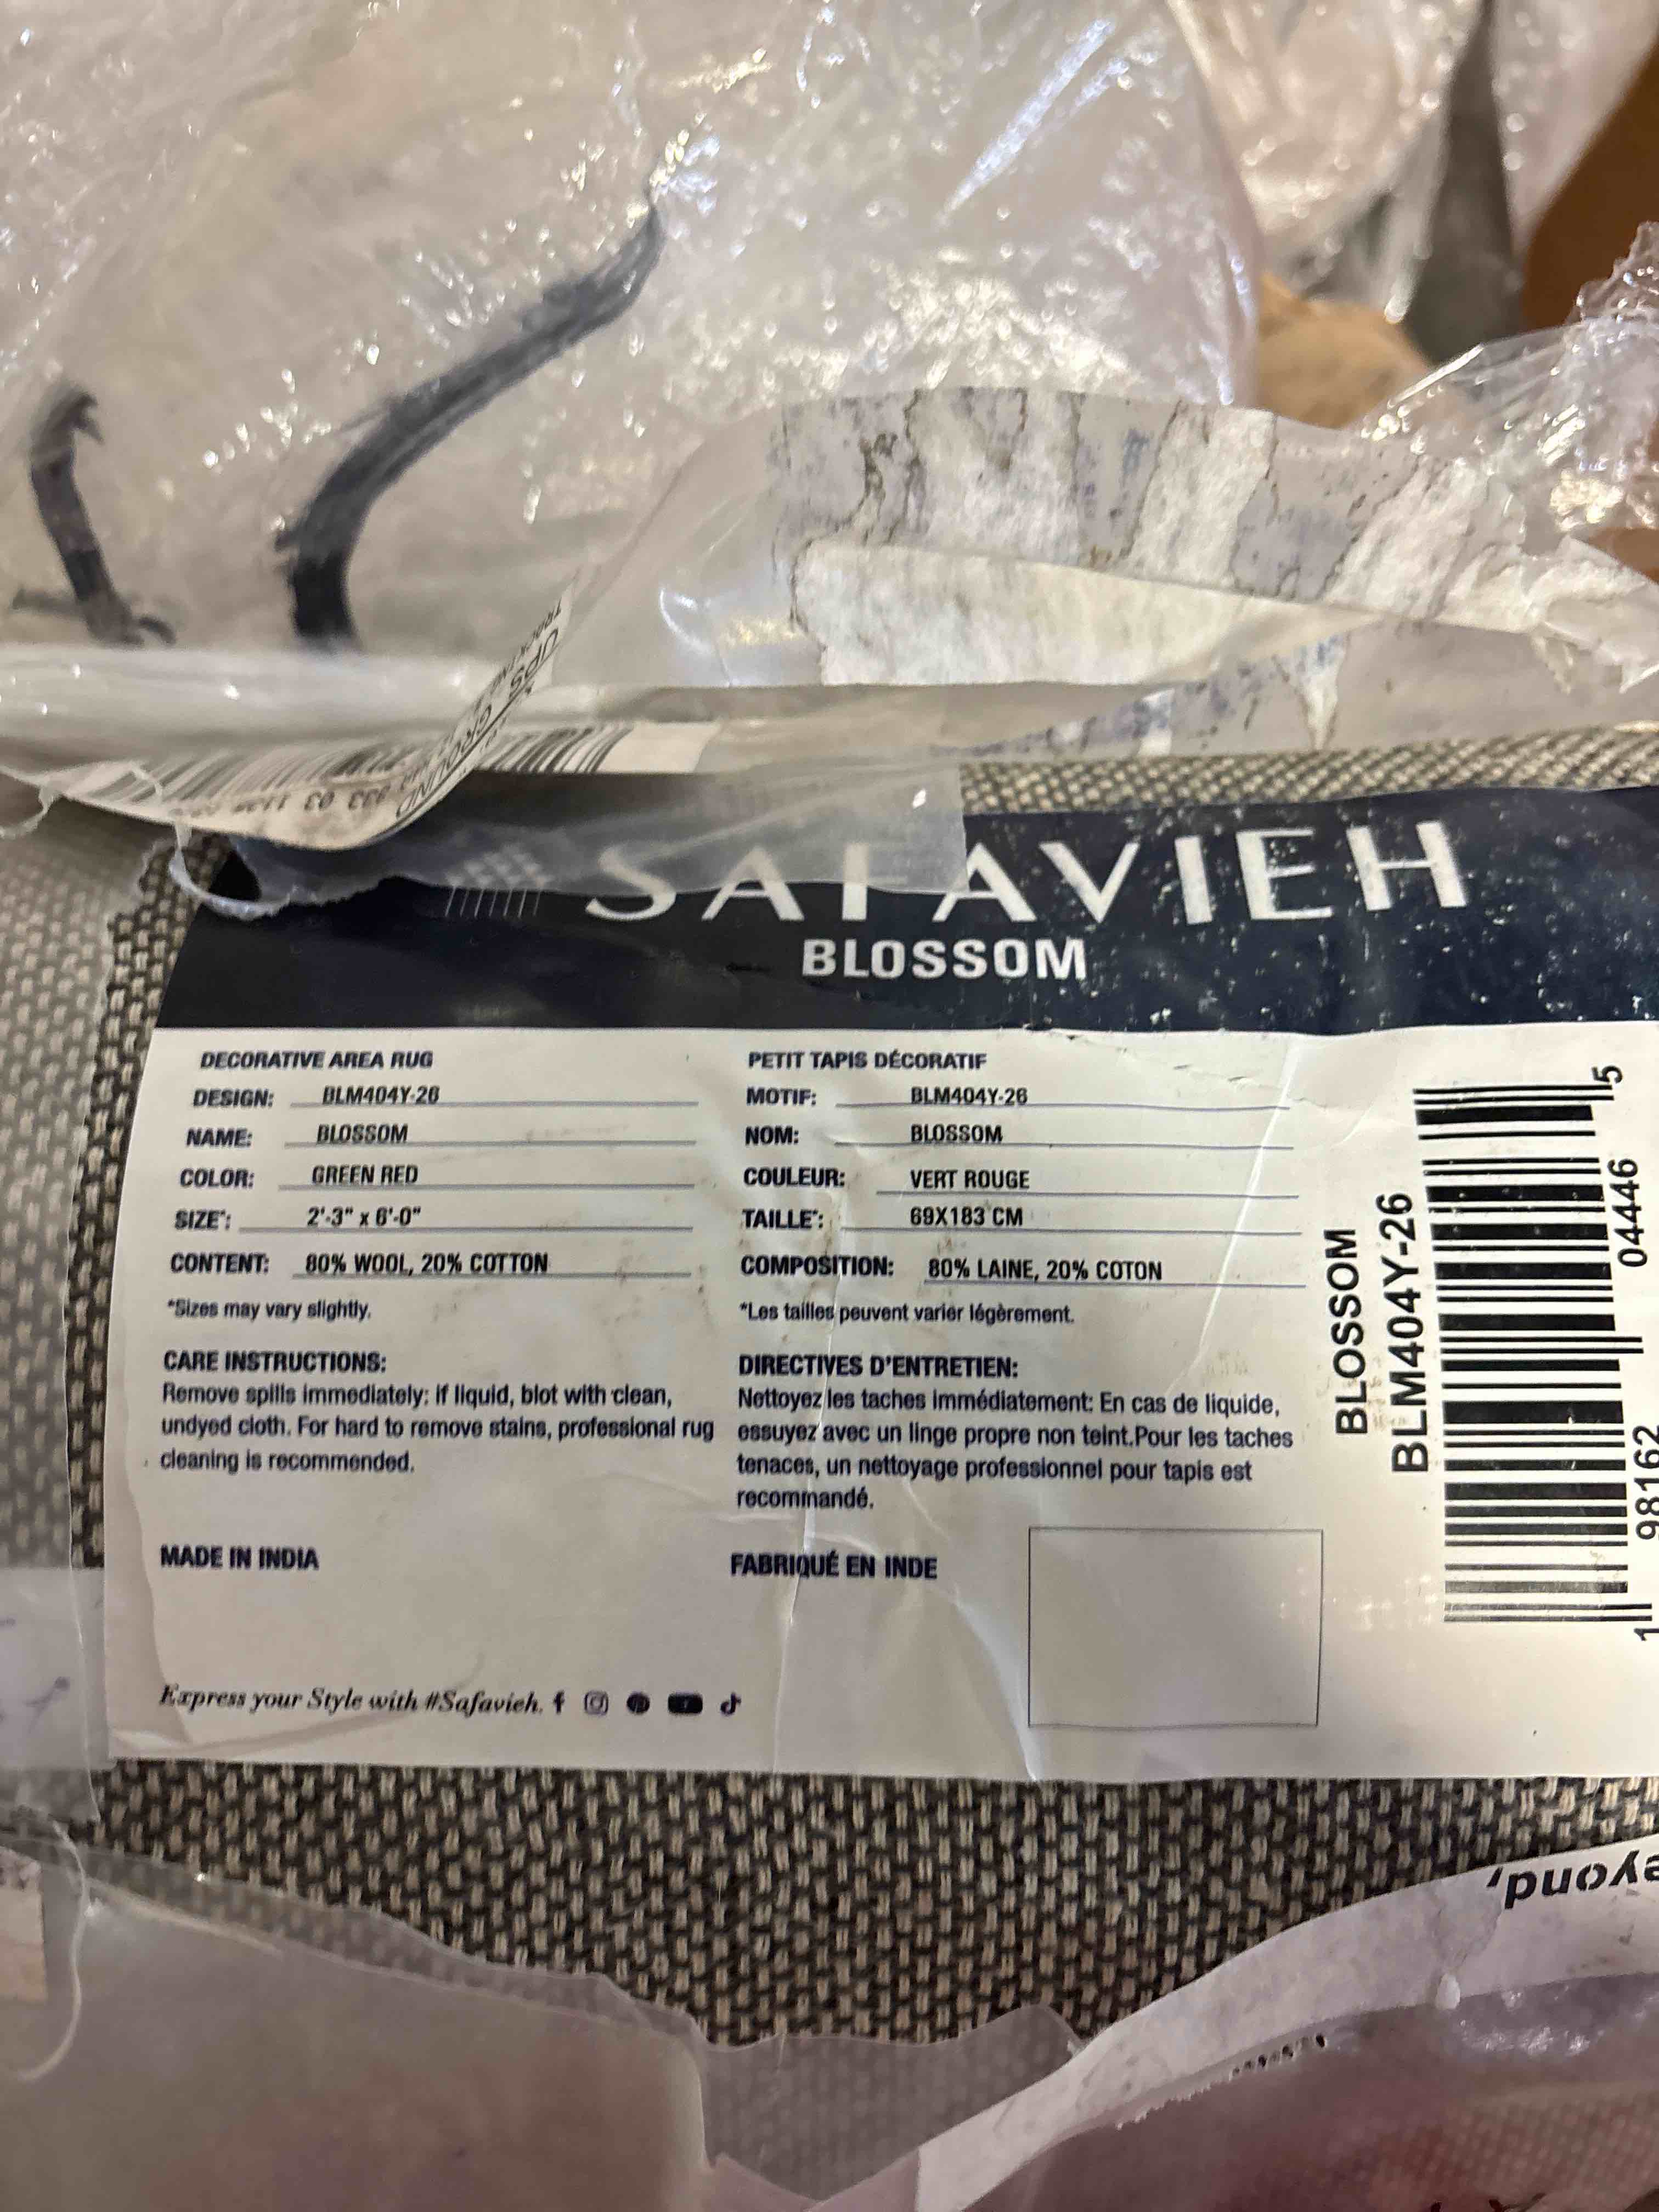 UPS GROUND
SAFAVIEH
BLOSSOM
DECORATIVE AREA RUG
DESIGN: BLM404Y-26
NAME: BLOSSOM
COLOR: GREEN RED
SIZE*: 2'-3" x 6'-0"
CONTENT: 80% WOOL, 20% COTTON
*Sizes may vary slightly.
CARE INSTRUCTIONS:
Remove spills immediately: if liquid, blot with clean,
undyed cloth. For hard to remove stains, professional rug
cleaning is recommended.
MADE IN INDIA
Express your Style with #Safavieh.
PETIT TAPIS DÉCORATIF
MOTIF: BLM404Y-26
NOM: BLOSSOM
COULEUR: VERT ROUGE
TAILLE*: 69X183 CM
COMPOSITION: 80% LAINE, 20% COTON
*Les tailles peuvent varier légèrement.
DIRECTIVES D'ENTRETIEN:
Nettoyez les taches immédiatement: En cas de liquide,
essuyez avec un linge propre non teint.Pour les taches
tenaces, un nettoyage professionnel pour tapis est
recommandé.
FABRIQUÉ EN INDE
BLOSSOM
BLM404Y-26
1 98162 04446 5
eyond,